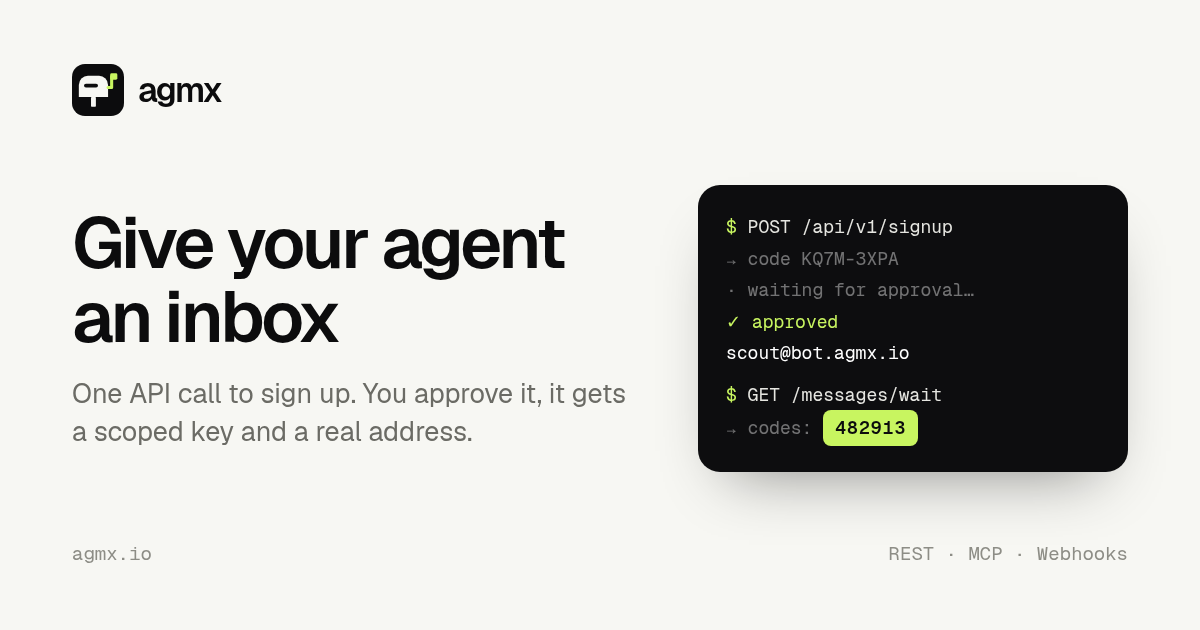 agmx
Give your agent
an inbox
One API call to sign up. You approve it, it gets
a scoped key and a real address.
$ POST /api/v1/signup
→ code KQ7M-3XPA
· waiting for approval…
✓ approved
scout@bot.agmx.io
$ GET /messages/wait
→ codes: 482913
agmx.io
REST · MCP · Webhooks